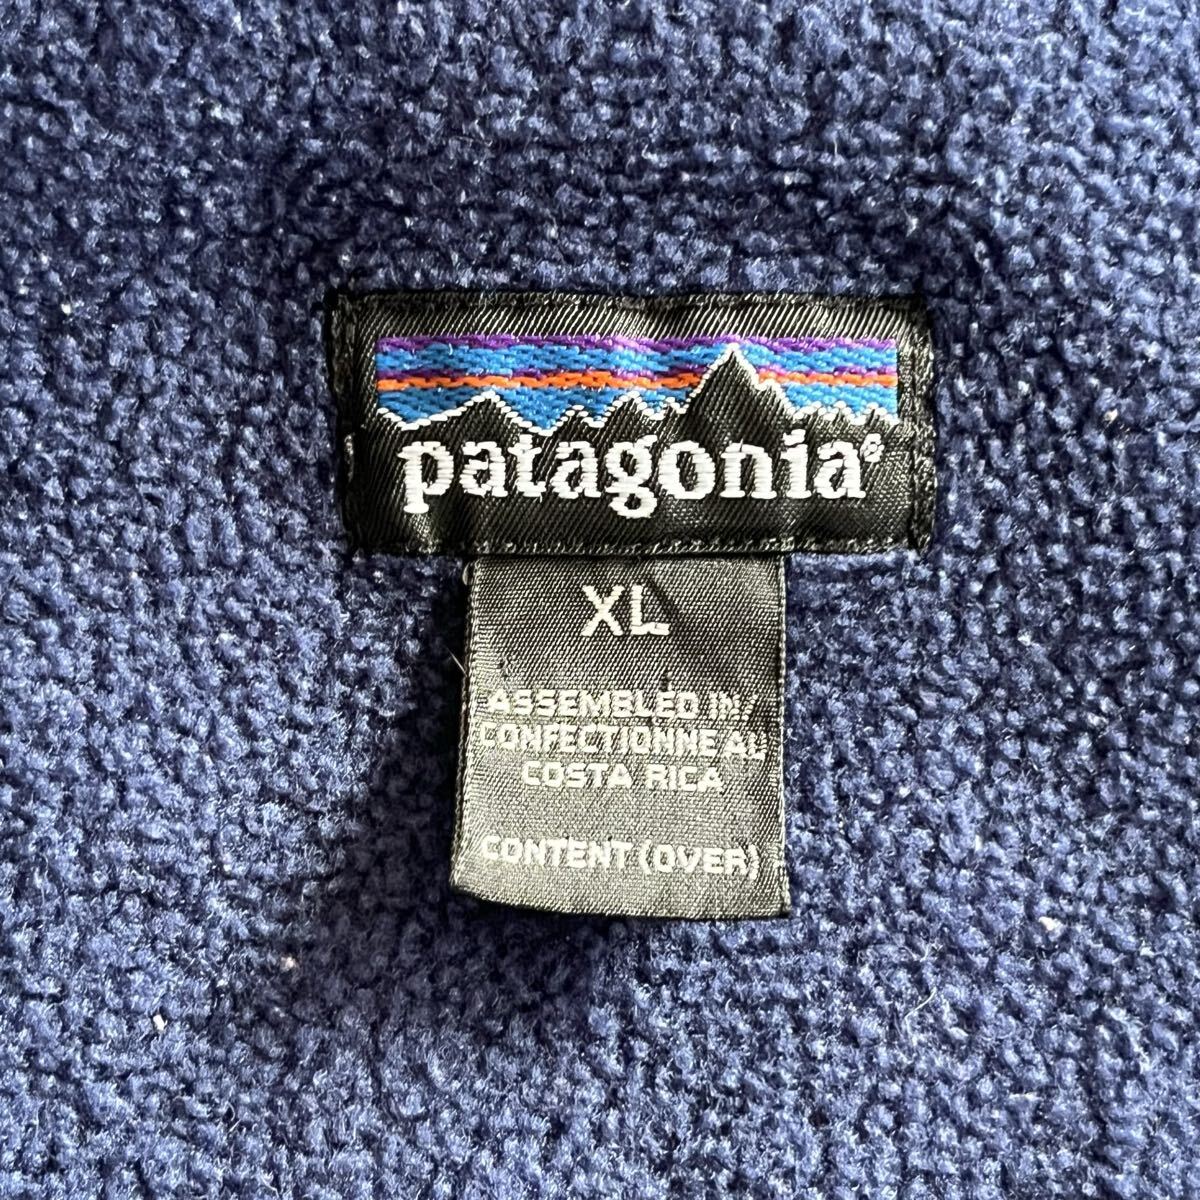 patagonia®
XL
ASSEMBLED IN/
CONFECTIONNE AU
COSTA RICA
CONTENT (OVER)